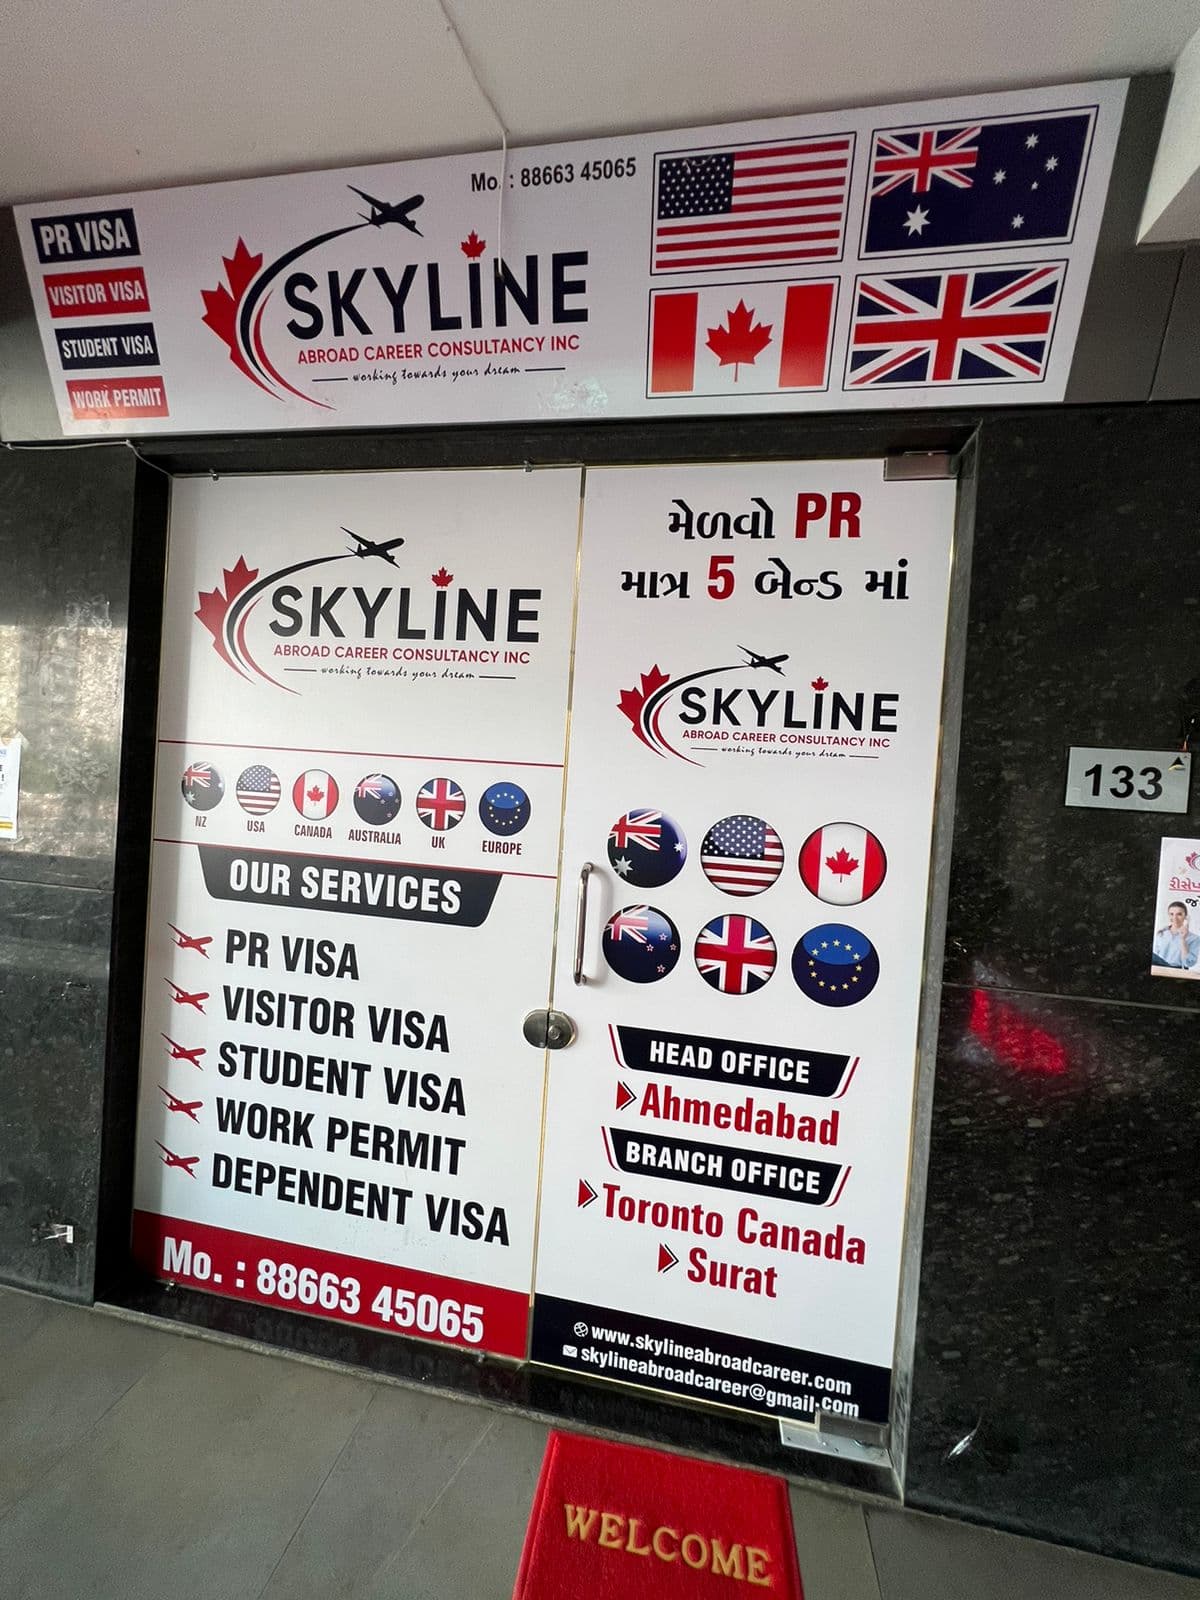 PR VISA
VISITOR VISA
STUDENT VISA
WORK PERMIT
Mo. : 88663 45065
SKYLINE
ABROAD CAREER CONSULTANCY INC
working towards your dream
SKYLINE
ABROAD CAREER CONSULTANCY INC
working towards your dream
NZ
USA
CANADA
AUSTRALIA
UK
EUROPE
OUR SERVICES
PR VISA
VISITOR VISA
STUDENT VISA
WORK PERMIT
DEPENDENT VISA
Mo. : 88663 45065
મેળવો PR
માત્ર 5 બેન્ડ માં
SKYLINE
ABROAD CAREER CONSULTANCY INC
working towards your dream
HEAD OFFICE
Ahmedabad
BRANCH OFFICE
Toronto Canada
Surat
www.skylineabroadcareer.com
skylineabroadcareer@gmail.com
133
WELCOME